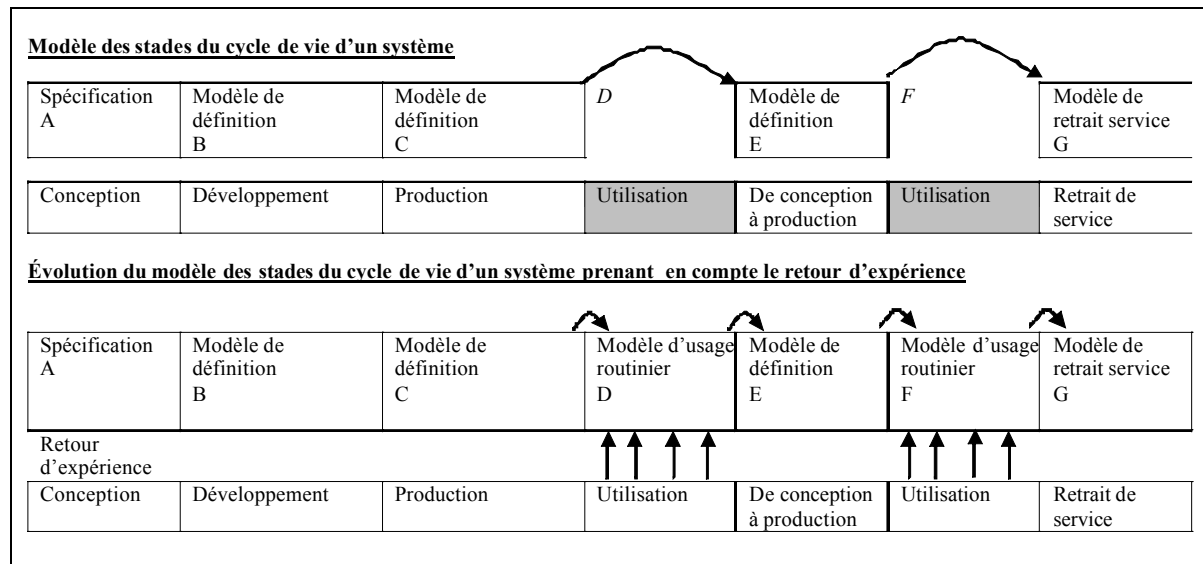 Modèle des stades du cycle de vie d'un système
Spécification
A
Modèle de
définition
B
Modèle de
définition
C
D
Modèle de
définition
E
F
Modèle de
retrait service
G
Conception
Développement
Production
Utilisation
De conception
à production
Utilisation
Retrait de
service
Évolution du modèle des stades du cycle de vie d'un système prenant en compte le retour d'expérience
Spécification
A
Modèle de
définition
B
Modèle de
définition
C
Modèle d'usage
routinier
D
Modèle de
définition
E
Modèle d'usage
routinier
F
Modèle de
retrait service
G
Retour
d'expérience
Conception
Développement
Production
Utilisation
De conception
à production
Utilisation
Retrait de
service